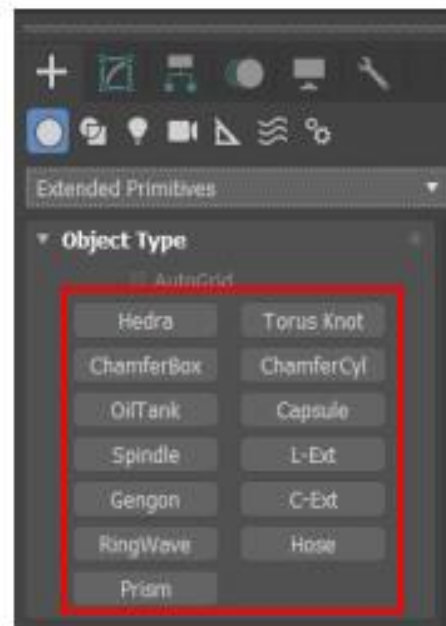 Extended Primitives
Object Type
AutoGrid
Hedra Torus Knot
ChamferBox ChamferCyl
OilTank Capsule
Spindle L-Ext
Gengon C-Ext
RingWave Hose
Prism